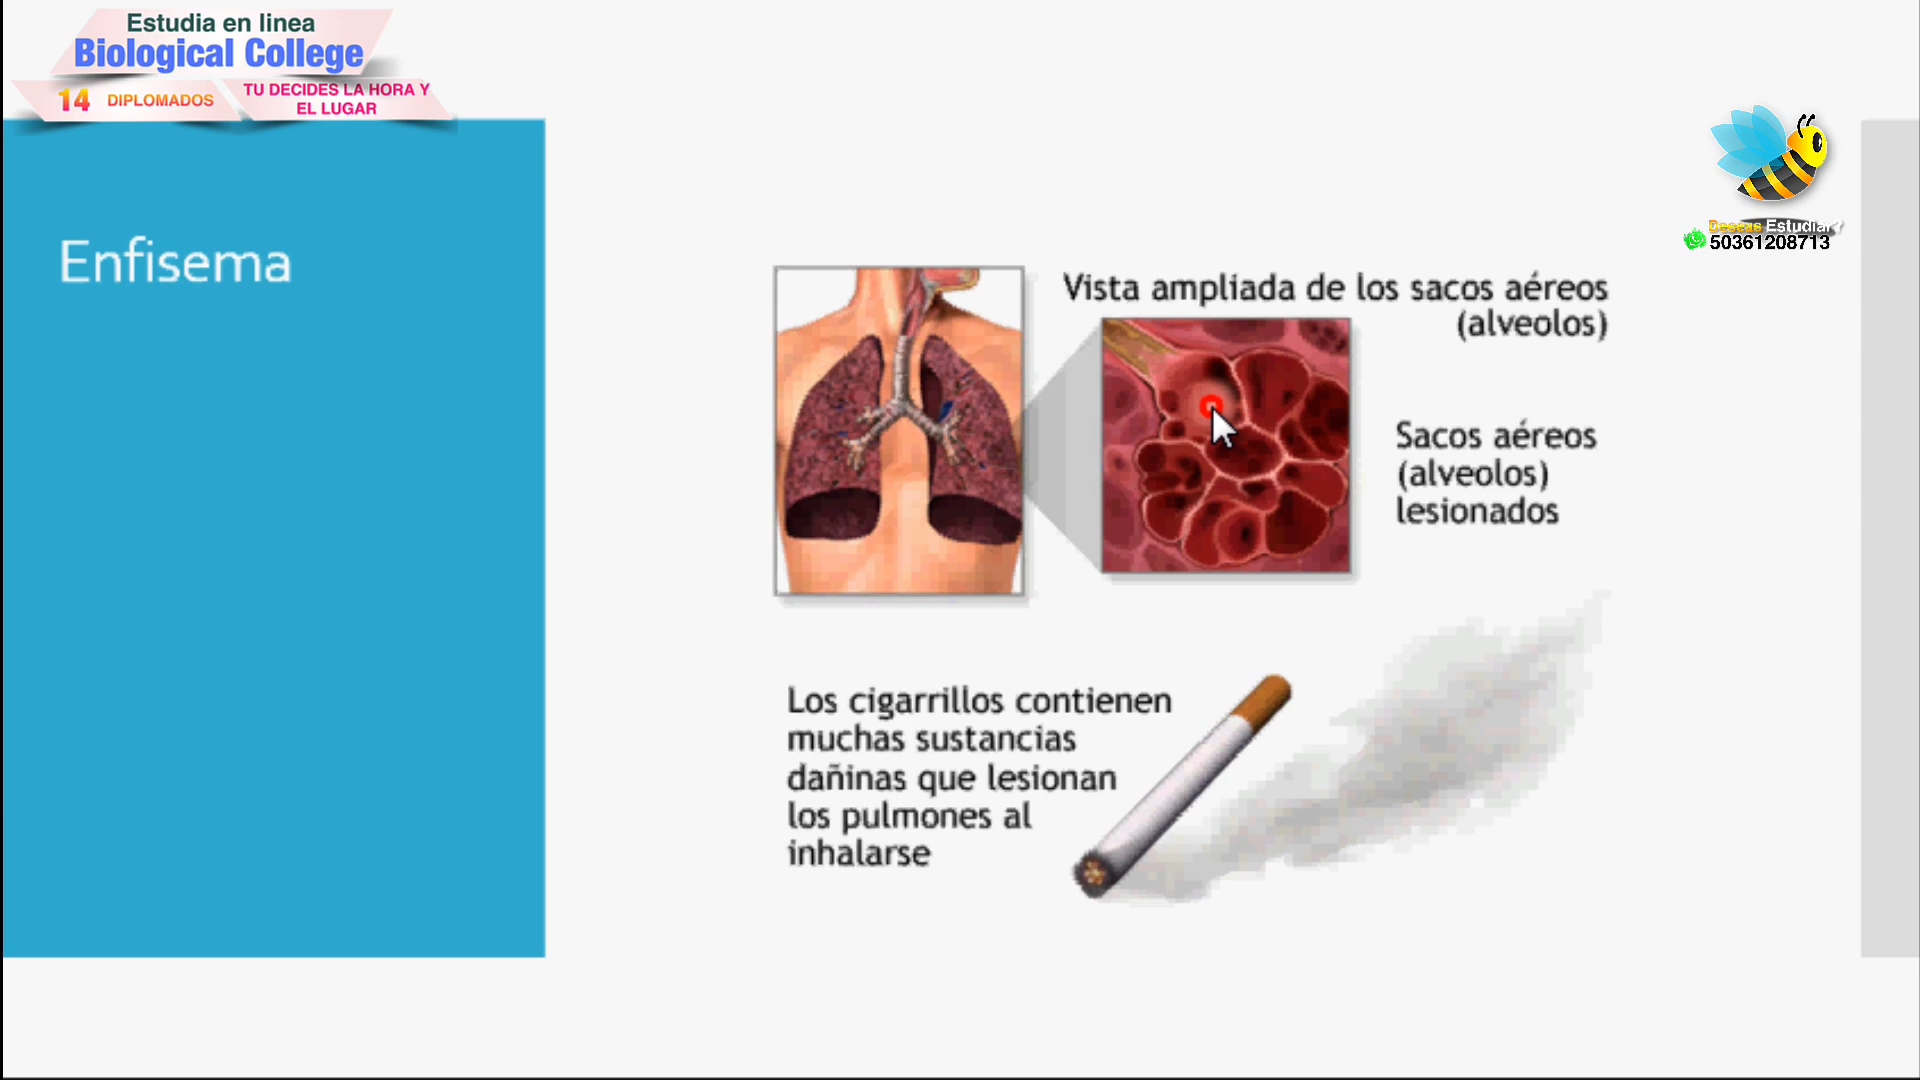 Estudia en linea
Biological College
14 DIPLOMADOS
TU DECIDES LA HORA Y
EL LUGAR
Deseas Estudiar?
50361208713
Enfisema
Vista ampliada de los sacos aéreos
(alveolos)
Sacos aéreos
(alveolos)
lesionados
Los cigarrillos contienen
muchas sustancias
dañinas que lesionan
los pulmones al
inhalarse